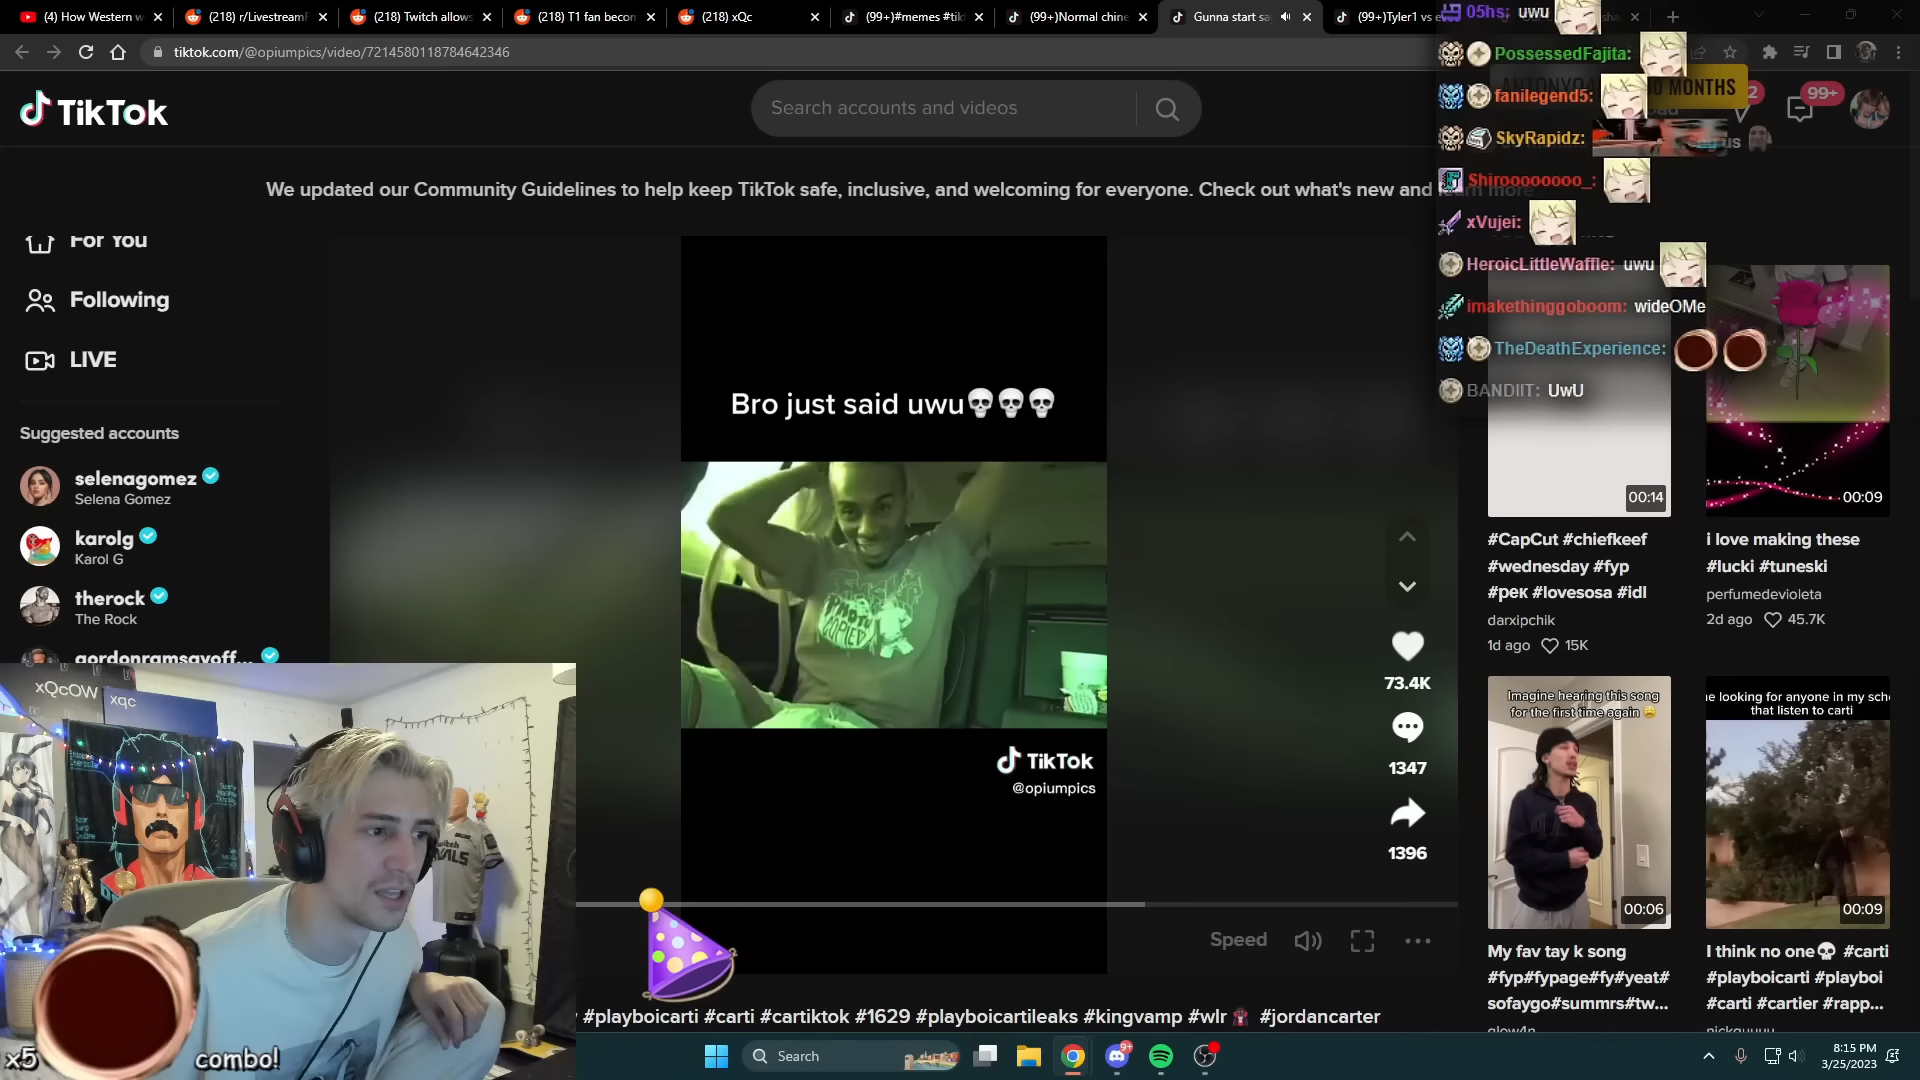 (4) How Western w
(218) r/LivestreamF
(218) Twitch allows
(218) T1 fan becom
(218) xQc
(99+)#memes #tik
(99+)Normal chine
Gunna start sa
(99+)Tyler1 vs e
tiktok.com/@opiumpics/video/7214580118784642346
TikTok
Search accounts and videos
MONTHS
99+
We updated our Community Guidelines to help keep TikTok safe, inclusive, and welcoming for everyone. Check out what's new and learn more
05hs: uwu
PossessedFajita:
fanilegend5:
SkyRapidz:
Shiroooooooo_:
xVujei:
HeroicLittleWaffle: uwu
imakethinggoboom: wideOMe
TheDeathExperience:
BANDIIT: UwU
For You
Following
LIVE
Suggested accounts
selenagomez
Selena Gomez
karolg
Karol G
therock
The Rock
gordonramsayoff...
Bro just said uwu💀💀💀
TikTok
@opiumpics
73.4K
1347
1396
Speed
#playboicarti #carti #cartiktok #1629 #playboicartileaks #kingvamp #wlr #jordancarter
00:14
#CapCut #chiefkeef
#wednesday #fyp
#рек #lovesosa #idl
darxipchik
1d ago 15K
00:09
i love making these
#lucki #tuneski
perfumedevioleta
2d ago 45.7K
Imagine hearing this song
for the first time again 😩
00:06
My fav tay k song
#fyp#fypage#fy#yeat#
sofaygo#summrs#tw...
glow4n
e looking for anyone in my sch
that listen to carti
00:09
I think no one💀 #carti
#playboicarti #playboi
#carti #cartier #rapp...
xQcOW
xqc
x5
combo!
Search
9+
8:15 PM
3/25/2023